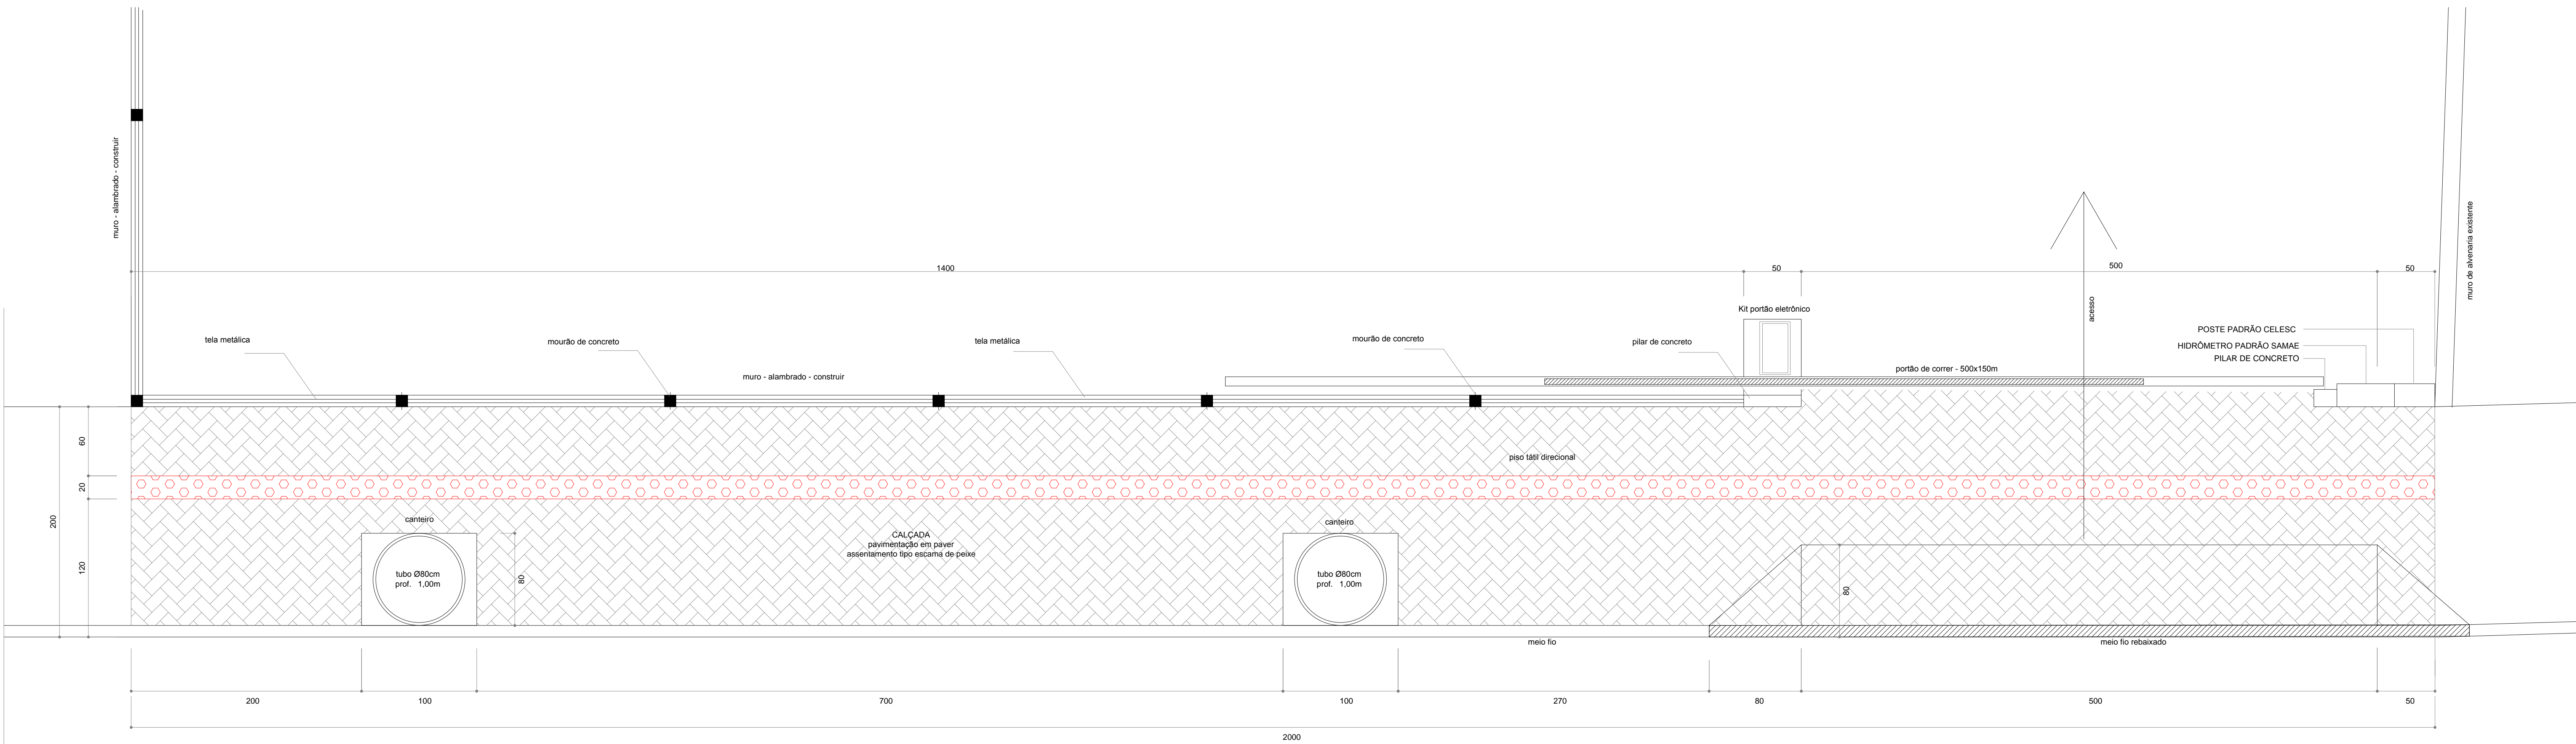 muro - alambrado - construir
muro de alvenaria existente
1400
50
500
50
acesso
Kit portão eletrônico
tela metálica
mourão de concreto
tela metálica
mourão de concreto
pilar de concreto
POSTE PADRÃO CELESC
HIDRÔMETRO PADRÃO SAMAE
PILAR DE CONCRETO
portão de correr - 500x150m
muro - alambrado - construir
60
20
200
120
piso tátil direcional
canteiro
canteiro
CALÇADA
pavimentação em paver
assentamento tipo escama de peixe
tubo Ø80cm
prof. 1,00m
80
tubo Ø80cm
prof. 1,00m
80
meio fio
meio fio rebaixado
200
100
700
100
270
80
500
50
2000